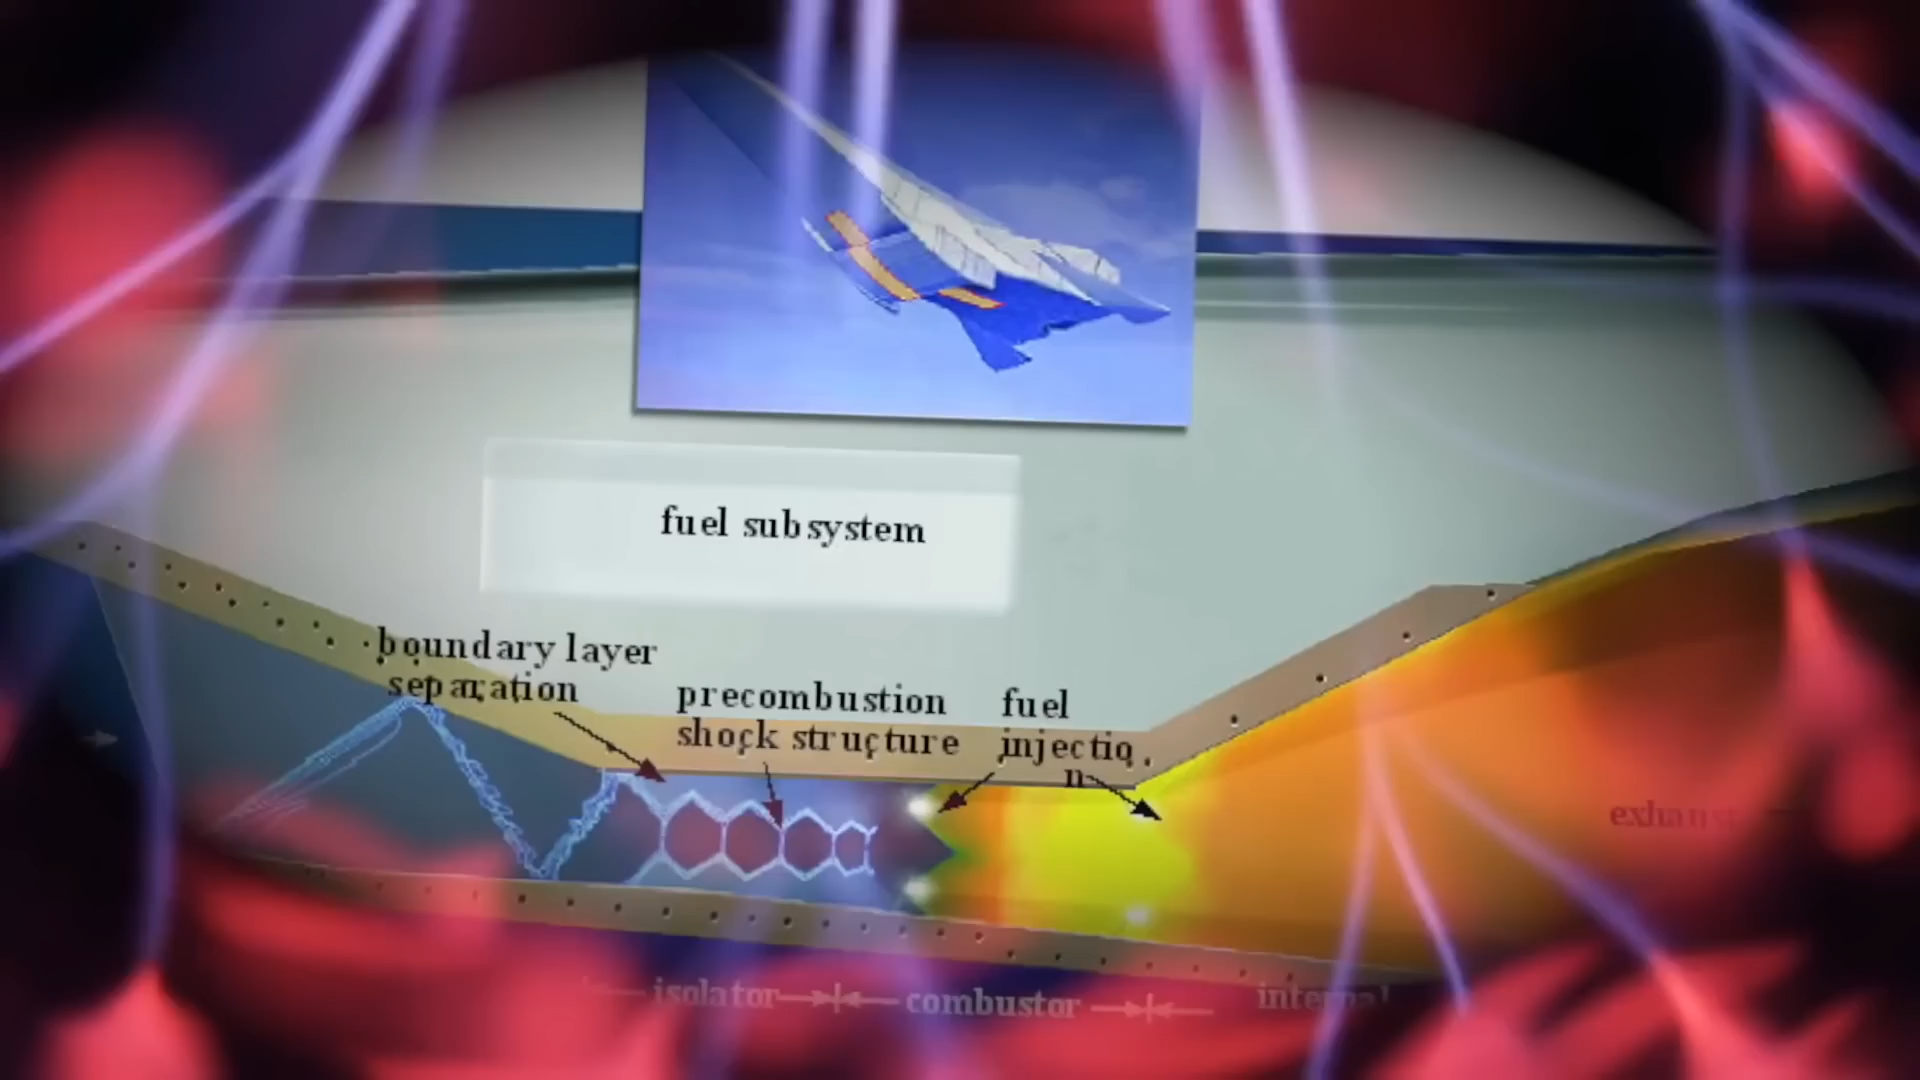 fuel subsystem
boundary layer
separation
precombustion
shock structure
fuel
injectio
n
isolator
combustor